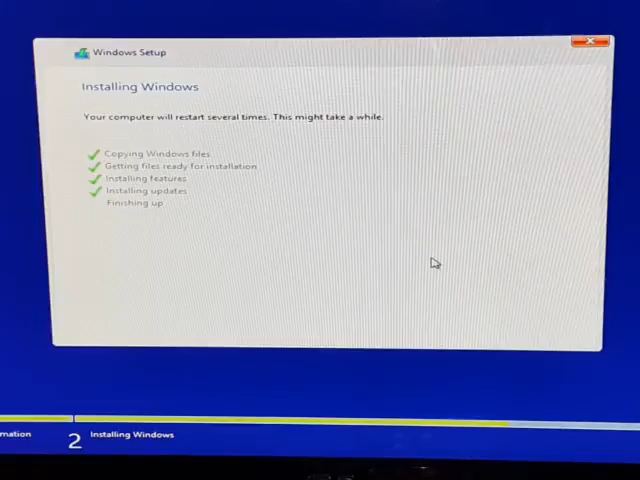 Windows Setup
Installing Windows
Your computer will restart several times. This might take a while.
Copying Windows files
Getting files ready for installation
Installing features
Installing updates
Finishing up
mation
2 Installing Windows